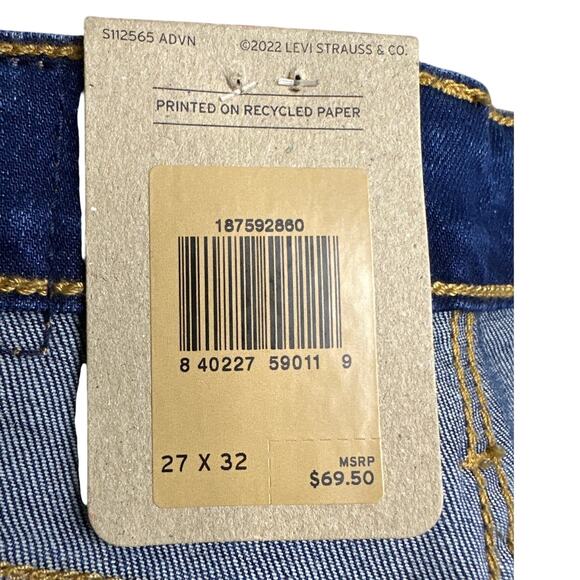 S112565 ADVN ©2022 LEVI STRAUSS & CO.
PRINTED ON RECYCLED PAPER
187592860
8 40227 59011 9
27 X 32
MSRP
$69.50